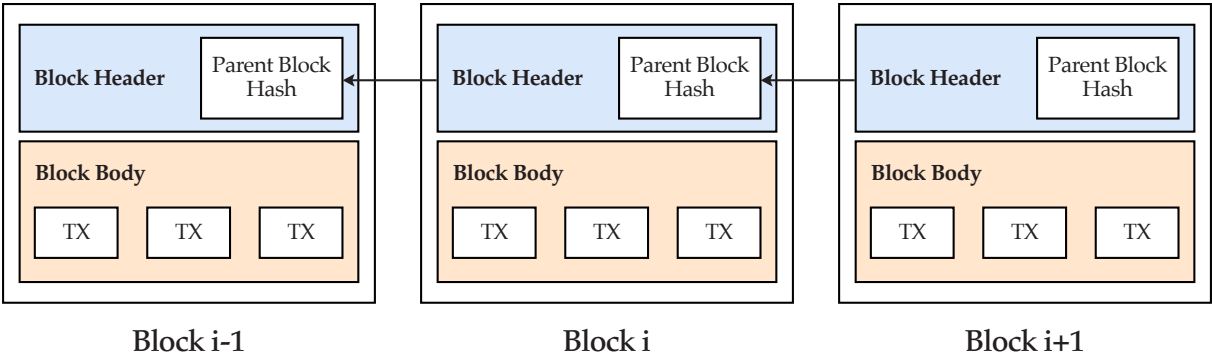 Block Header
Parent Block
Hash
Block Body
TX TX TX
Block i-1
Block Header
Parent Block
Hash
Block Body
TX TX TX
Block i
Block Header
Parent Block
Hash
Block Body
TX TX TX
Block i+1